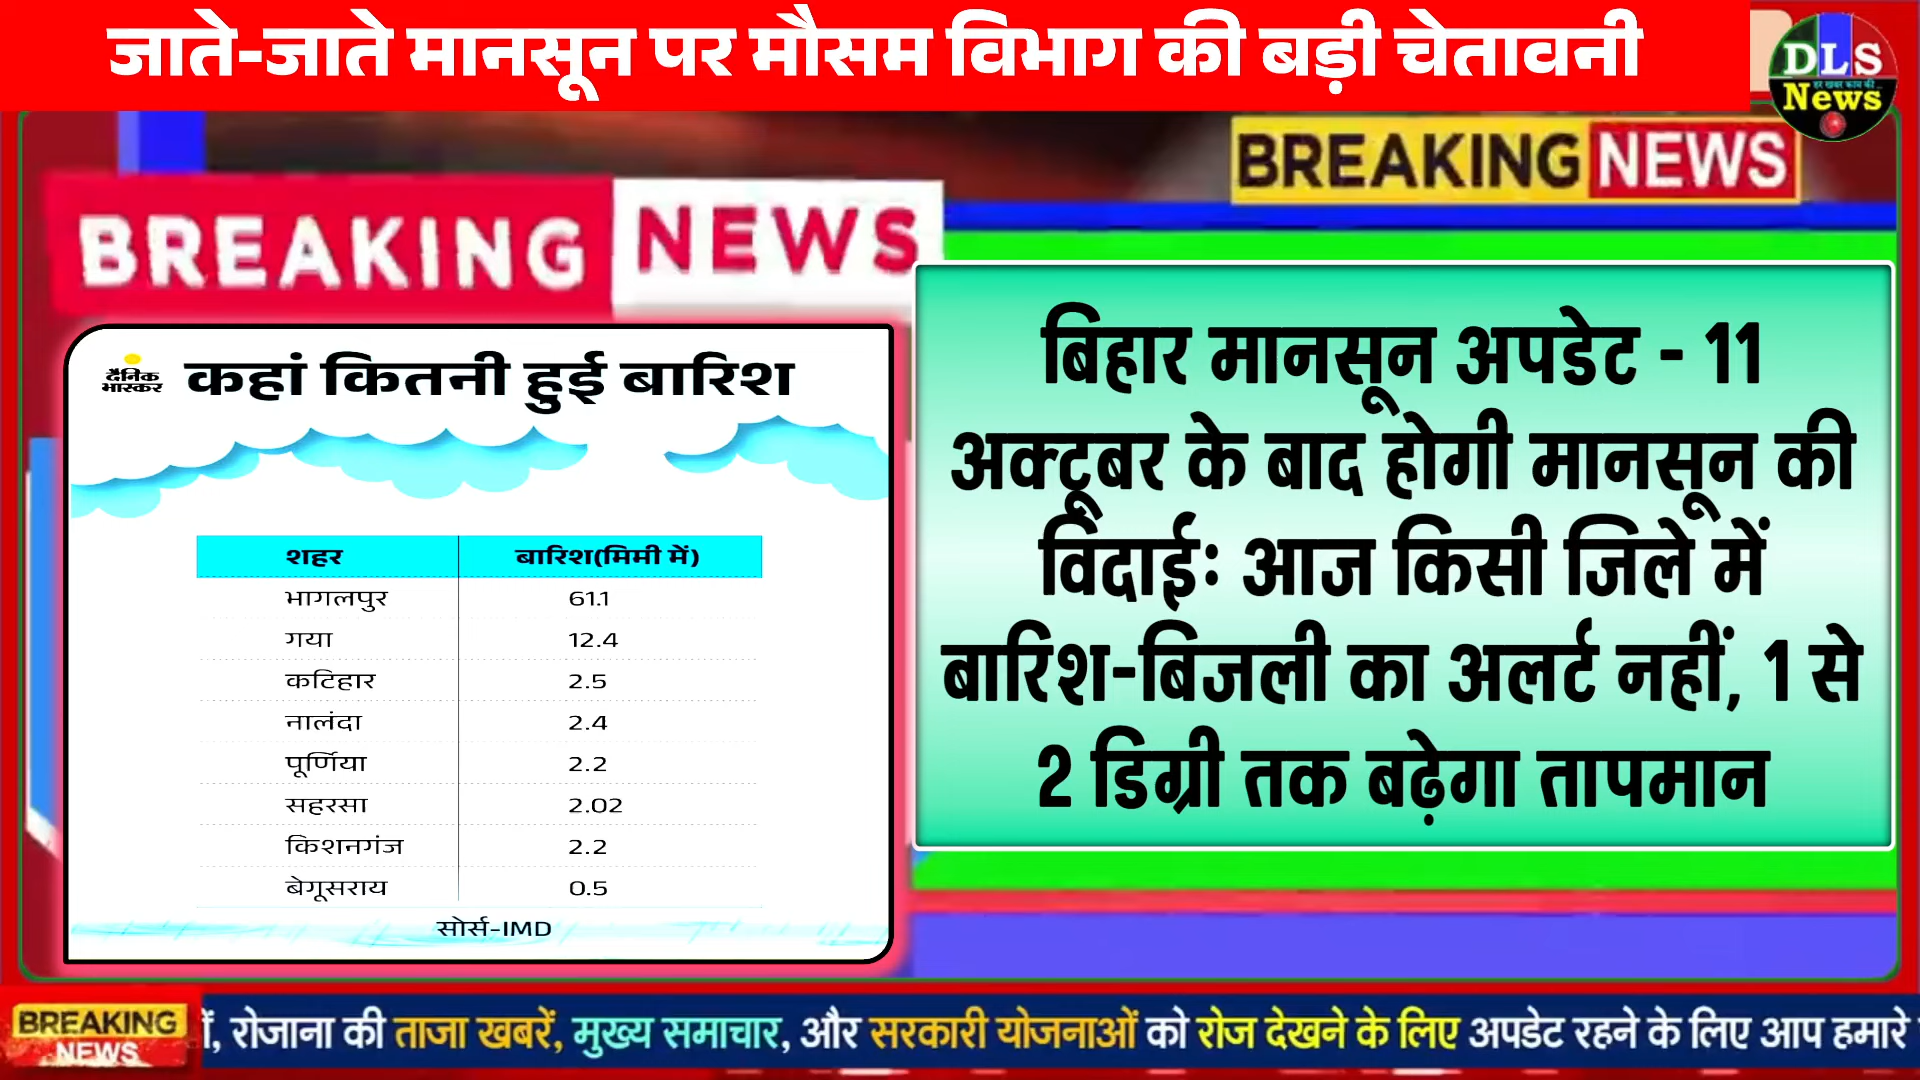 जाते-जाते मानसून पर मौसम विभाग की बड़ी चेतावनी
DLS
हर खबर काम की..
News
BREAKING NEWS
BREAKING NEWS
दैनिक
भास्कर
कहां कितनी हुई बारिश
शहर बारिश(मिमी में)
भागलपुर 61.1
गया 12.4
कटिहार 2.5
नालंदा 2.4
पूर्णिया 2.2
सहरसा 2.02
किशनगंज 2.2
बेगूसराय 0.5
सोर्स-IMD
बिहार मानसून अपडेट - 11
अक्टूबर के बाद होगी मानसून की
विदाईः आज किसी जिले में
बारिश-बिजली का अलर्ट नहीं, 1 से
2 डिग्री तक बढ़ेगा तापमान
BREAKING
NEWS
, रोजाना की ताजा खबरें, मुख्य समाचार, और सरकारी योजनाओं को रोज देखने के लिए अपडेट रहने के लिए आप हमारे